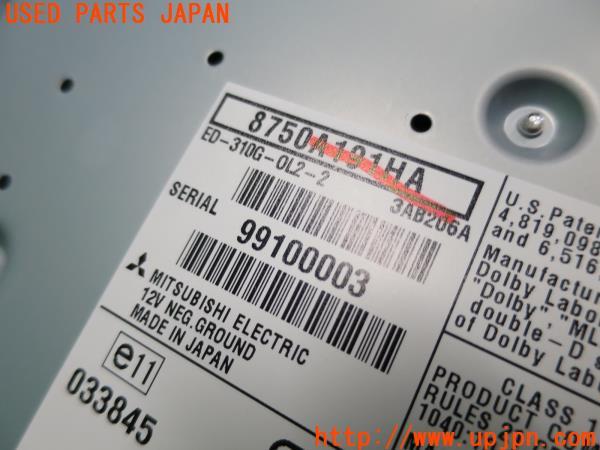 USED PARTS JAPAN
8750A191HA
ED-310G-0L2-2
3AB206A
SERIAL
99100003
MITSUBISHI ELECTRIC
12V NEG.GROUND
MADE IN JAPAN
e11
033845
U.S. Pate
4,819,098
and 6,516
Manufactur
Dolby Labo
"Dolby", "ML
double-D s
of Dolby L
CLASS 1
PRODUCT
RULES
1040
http://www.upjpn.com